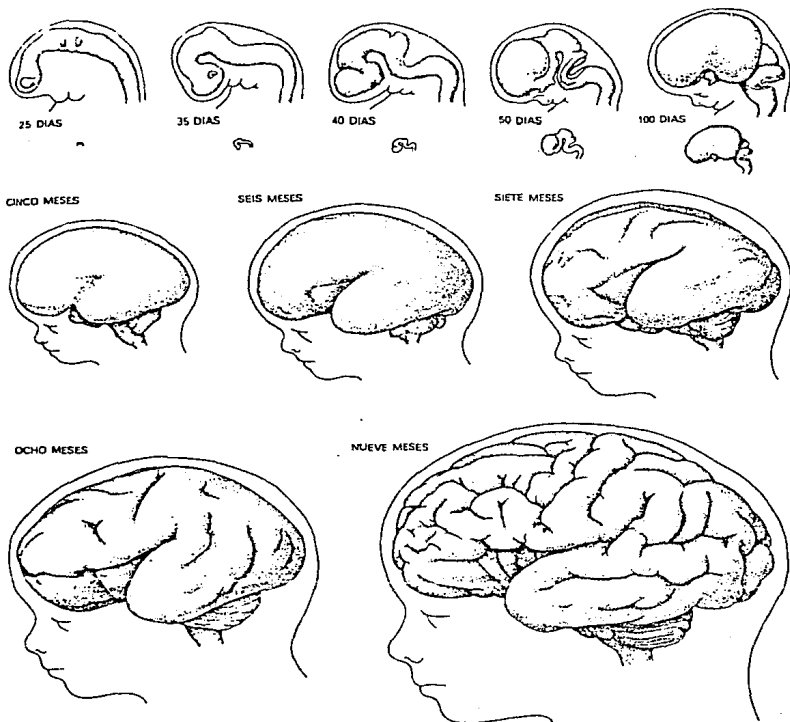 25 DIAS
35 DIAS
40 DIAS
50 DIAS
100 DIAS
CINCO MESES
SEIS MESES
SIETE MESES
OCHO MESES
NUEVE MESES